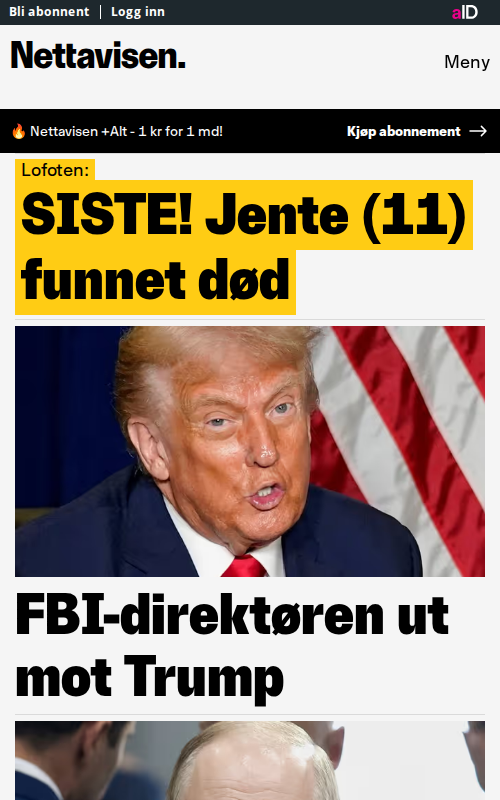 Bli abonnent | Logg inn
aID
Nettavisen.
Meny
🔥 Nettavisen +Alt - 1 kr for 1 md!
Kjøp abonnement →
Lofoten:
SISTE! Jente (11)
funnet død
FBI-direktøren ut
mot Trump